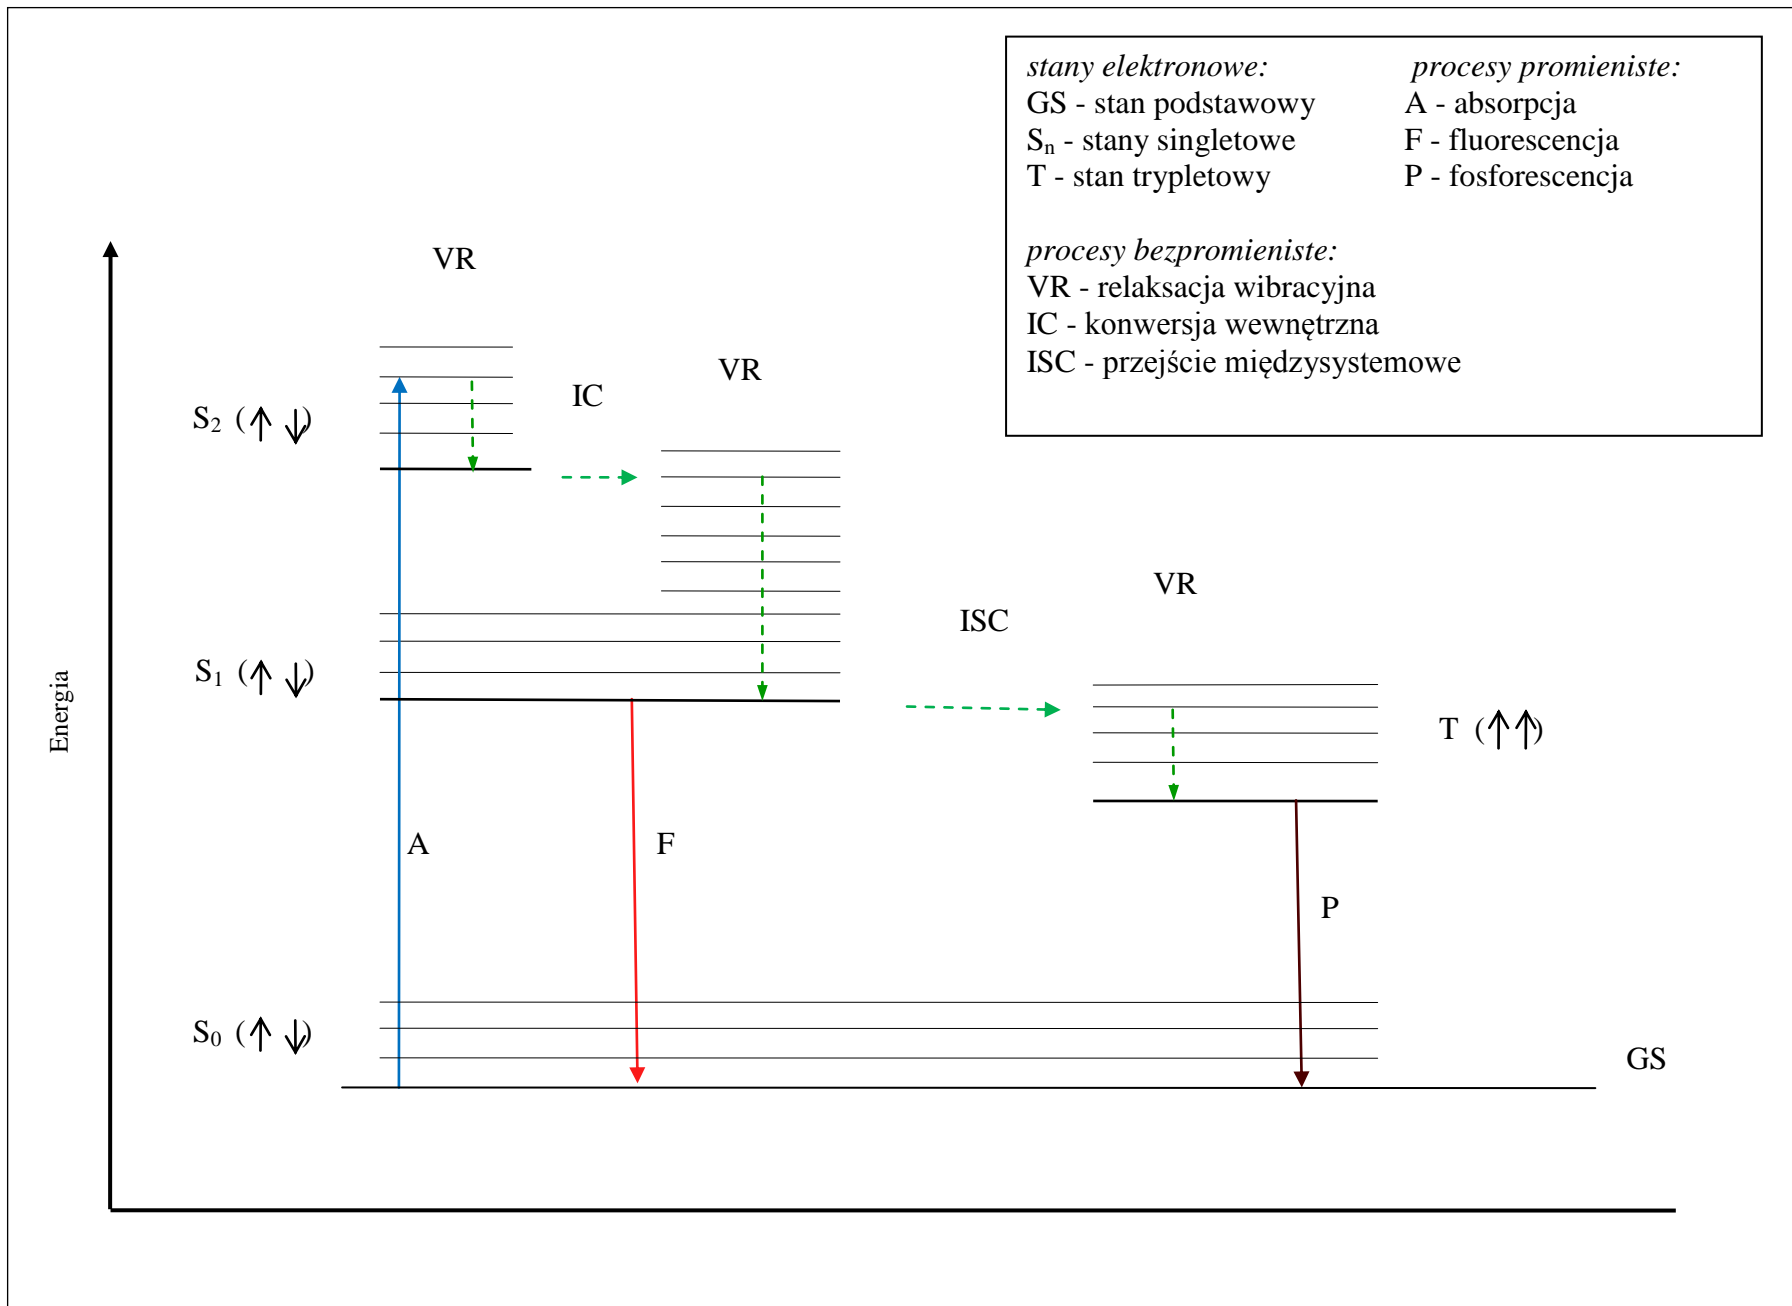 stany elektronowe: procesy promieniste:
GS - stan podstawowy A - absorpcja
Sₙ - stany singletowe F - fluorescencja
T - stan trypletowy P - fosforescencja
procesy bezpromieniste:
VR - relaksacja wibracyjna
IC - konwersja wewnętrzna
ISC - przejście międzysystemowe
VR
VR
IC
S₂ (↑ ↓)
VR
ISC
S₁ (↑ ↓)
T (↑↑)
Energia
A
F
P
S₀ (↑ ↓)
GS